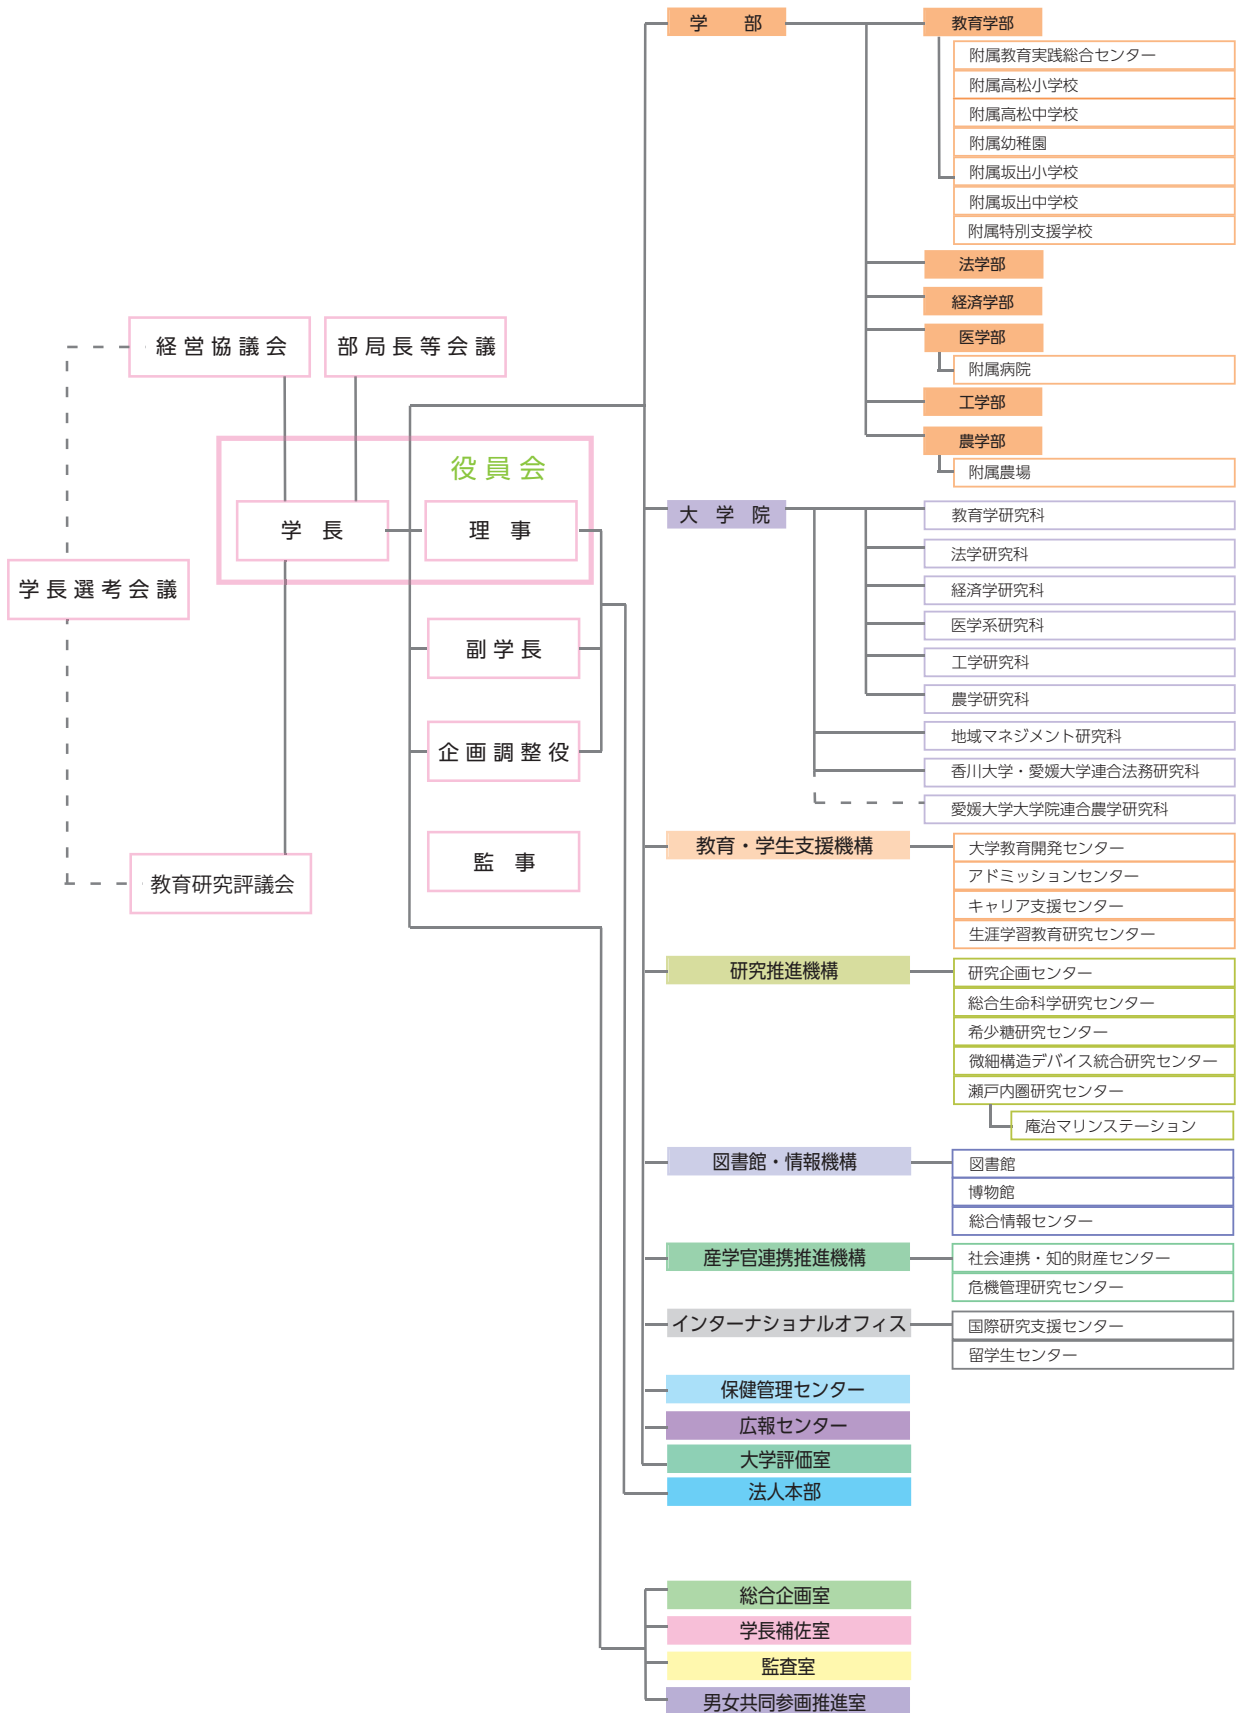 経営協議会
部局長等会議
役員会
学長
理事
学長選考会議
副学長
企画調整役
監事
教育研究評議会
学部
教育学部
附属教育実践総合センター
附属高松小学校
附属高松中学校
附属幼稚園
附属坂出小学校
附属坂出中学校
附属特別支援学校
法学部
経済学部
医学部
附属病院
工学部
農学部
附属農場
大学院
教育学研究科
法学研究科
経済学研究科
医学系研究科
工学研究科
農学研究科
地域マネジメント研究科
香川大学・愛媛大学連合法務研究科
愛媛大学大学院連合農学研究科
教育・学生支援機構
大学教育開発センター
アドミッションセンター
キャリア支援センター
生涯学習教育研究センター
研究推進機構
研究企画センター
総合生命科学研究センター
希少糖研究センター
微細構造デバイス統合研究センター
瀬戸内圏研究センター
庵治マリンステーション
図書館・情報機構
図書館
博物館
総合情報センター
産学官連携推進機構
社会連携・知的財産センター
危機管理研究センター
インターナショナルオフィス
国際研究支援センター
留学生センター
保健管理センター
広報センター
大学評価室
法人本部
総合企画室
学長補佐室
監査室
男女共同参画推進室